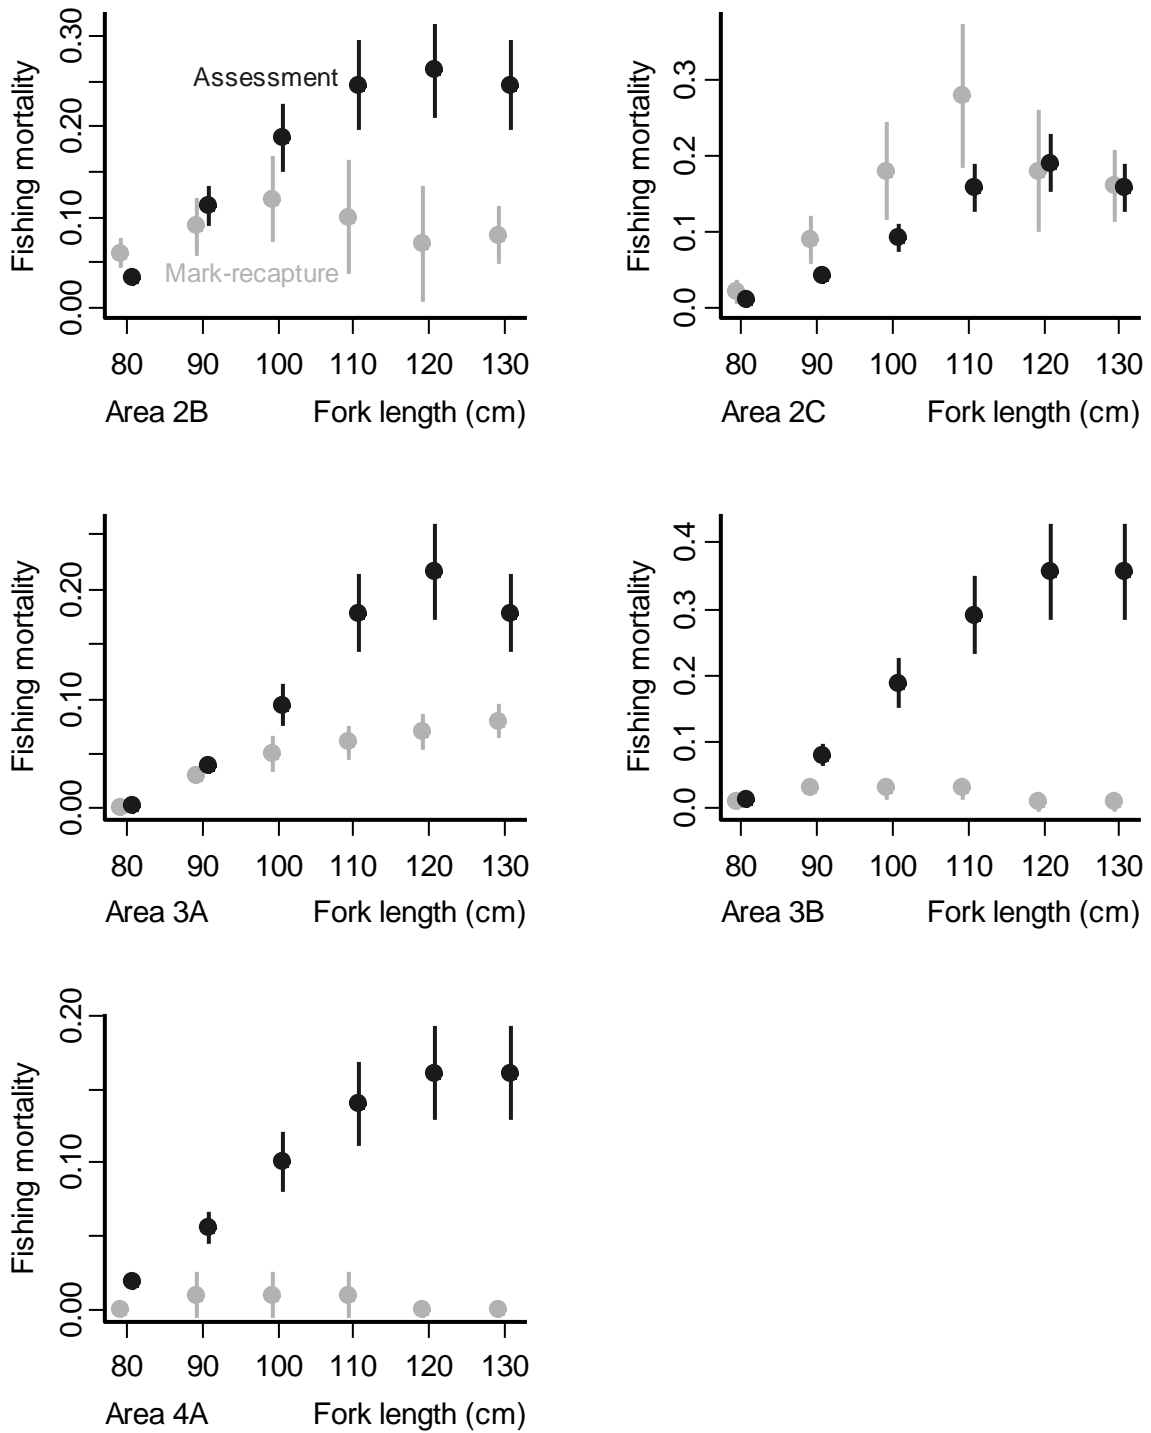 Fishing mortality
0.30
0.20
0.10
0.00
Assessment
Mark-recapture
80 90 100 110 120 130
Area 2B Fork length (cm)
Fishing mortality
0.3
0.2
0.1
0.0
80 90 100 110 120 130
Area 2C Fork length (cm)
Fishing mortality
0.20
0.10
0.00
80 90 100 110 120 130
Area 3A Fork length (cm)
Fishing mortality
0.4
0.3
0.2
0.1
0.0
80 90 100 110 120 130
Area 3B Fork length (cm)
Fishing mortality
0.20
0.10
0.00
80 90 100 110 120 130
Area 4A Fork length (cm)